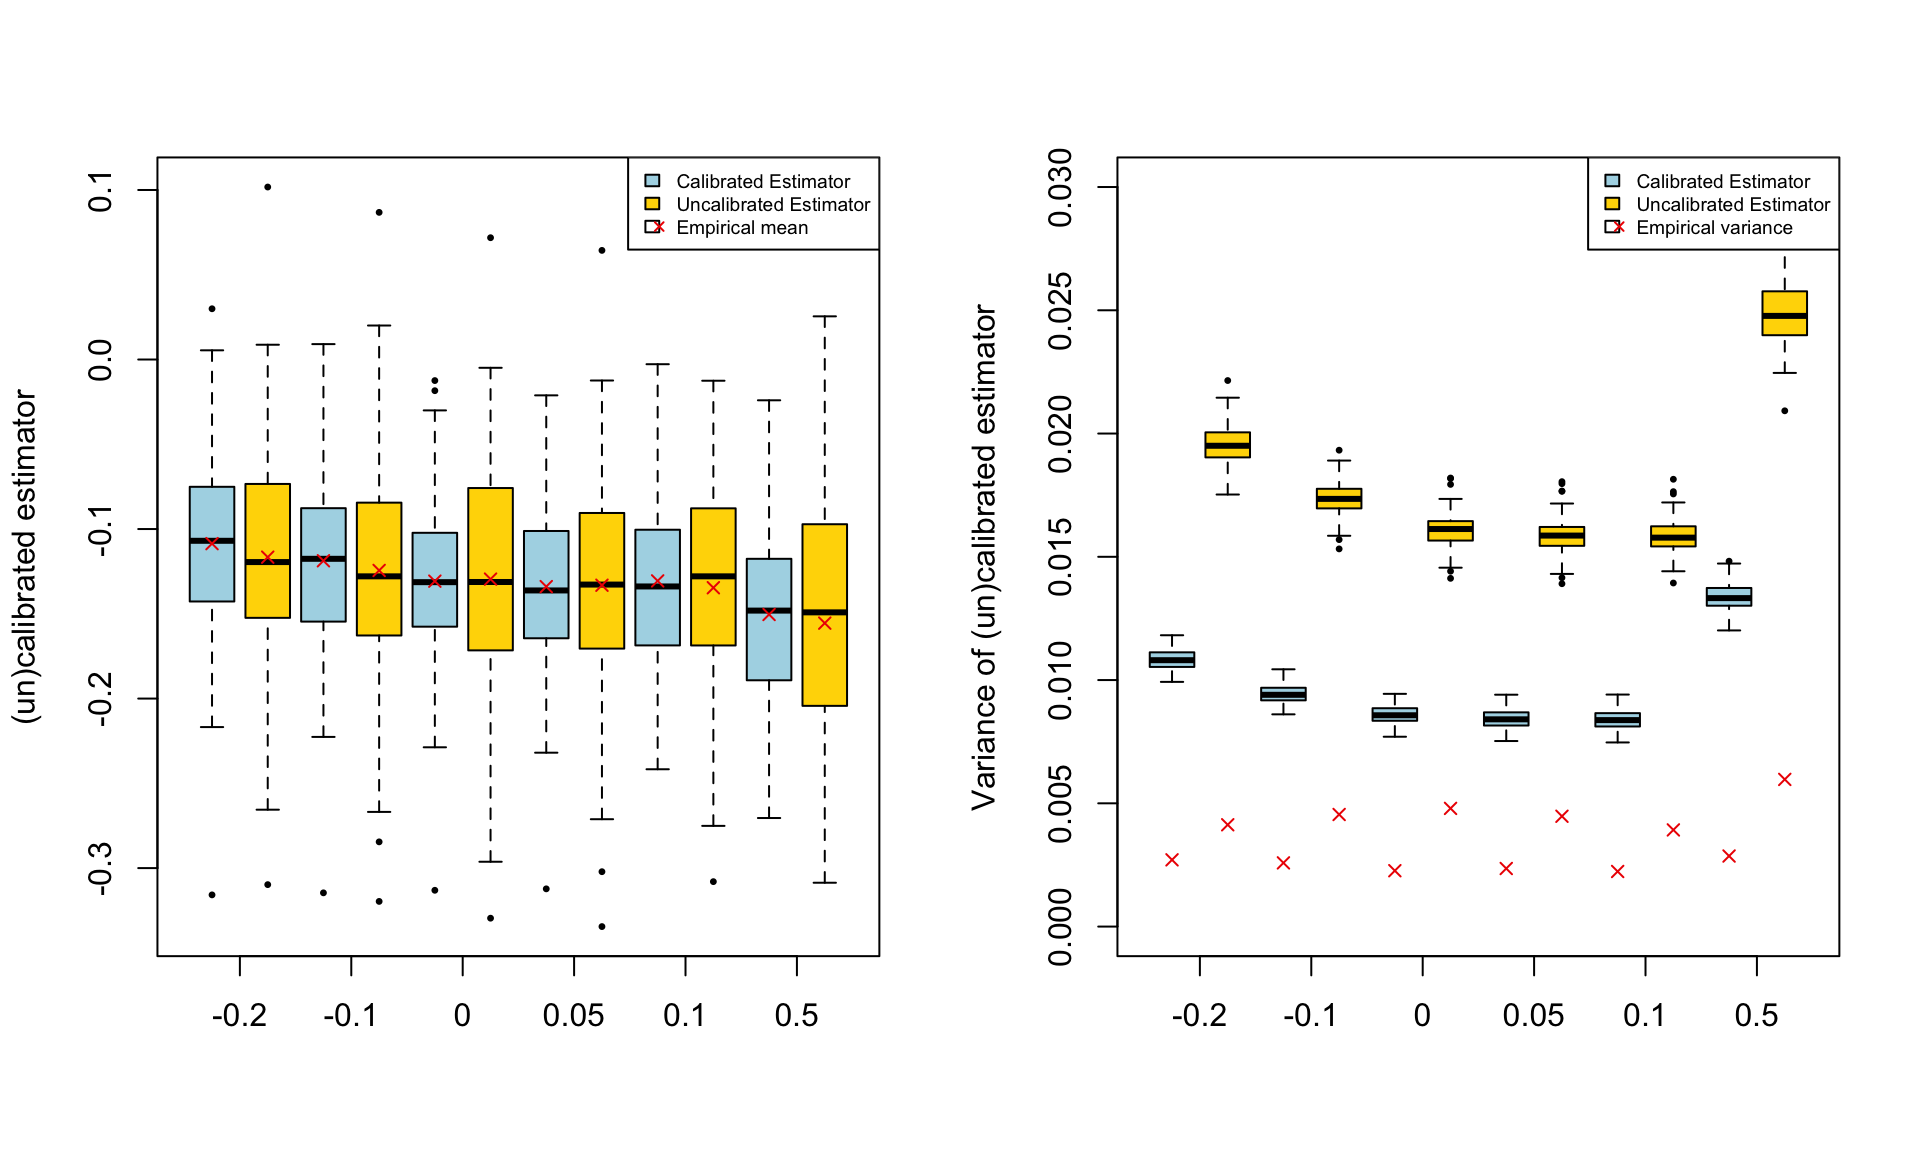 (un)calibrated estimator
0.1
0.0
-0.1
-0.2
-0.3
Calibrated Estimator
Uncalibrated Estimator
Empirical mean
-0.2 -0.1 0 0.05 0.1 0.5
Variance of (un)calibrated estimator
0.030
0.025
0.020
0.015
0.010
0.005
0.000
Calibrated Estimator
Uncalibrated Estimator
Empirical variance
-0.2 -0.1 0 0.05 0.1 0.5